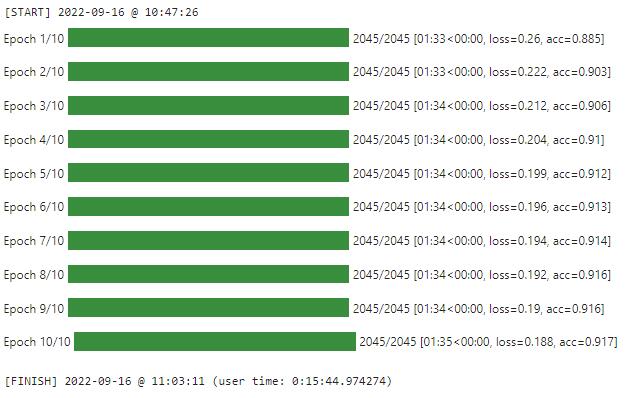 [START] 2022-09-16 @ 10:47:26
Epoch 1/10 2045/2045 [01:33<00:00, loss=0.26, acc=0.885]
Epoch 2/10 2045/2045 [01:33<00:00, loss=0.222, acc=0.903]
Epoch 3/10 2045/2045 [01:34<00:00, loss=0.212, acc=0.906]
Epoch 4/10 2045/2045 [01:34<00:00, loss=0.204, acc=0.91]
Epoch 5/10 2045/2045 [01:34<00:00, loss=0.199, acc=0.912]
Epoch 6/10 2045/2045 [01:34<00:00, loss=0.196, acc=0.913]
Epoch 7/10 2045/2045 [01:34<00:00, loss=0.194, acc=0.914]
Epoch 8/10 2045/2045 [01:34<00:00, loss=0.192, acc=0.916]
Epoch 9/10 2045/2045 [01:34<00:00, loss=0.19, acc=0.916]
Epoch 10/10 2045/2045 [01:35<00:00, loss=0.188, acc=0.917]
[FINISH] 2022-09-16 @ 11:03:11 (user time: 0:15:44.974274)